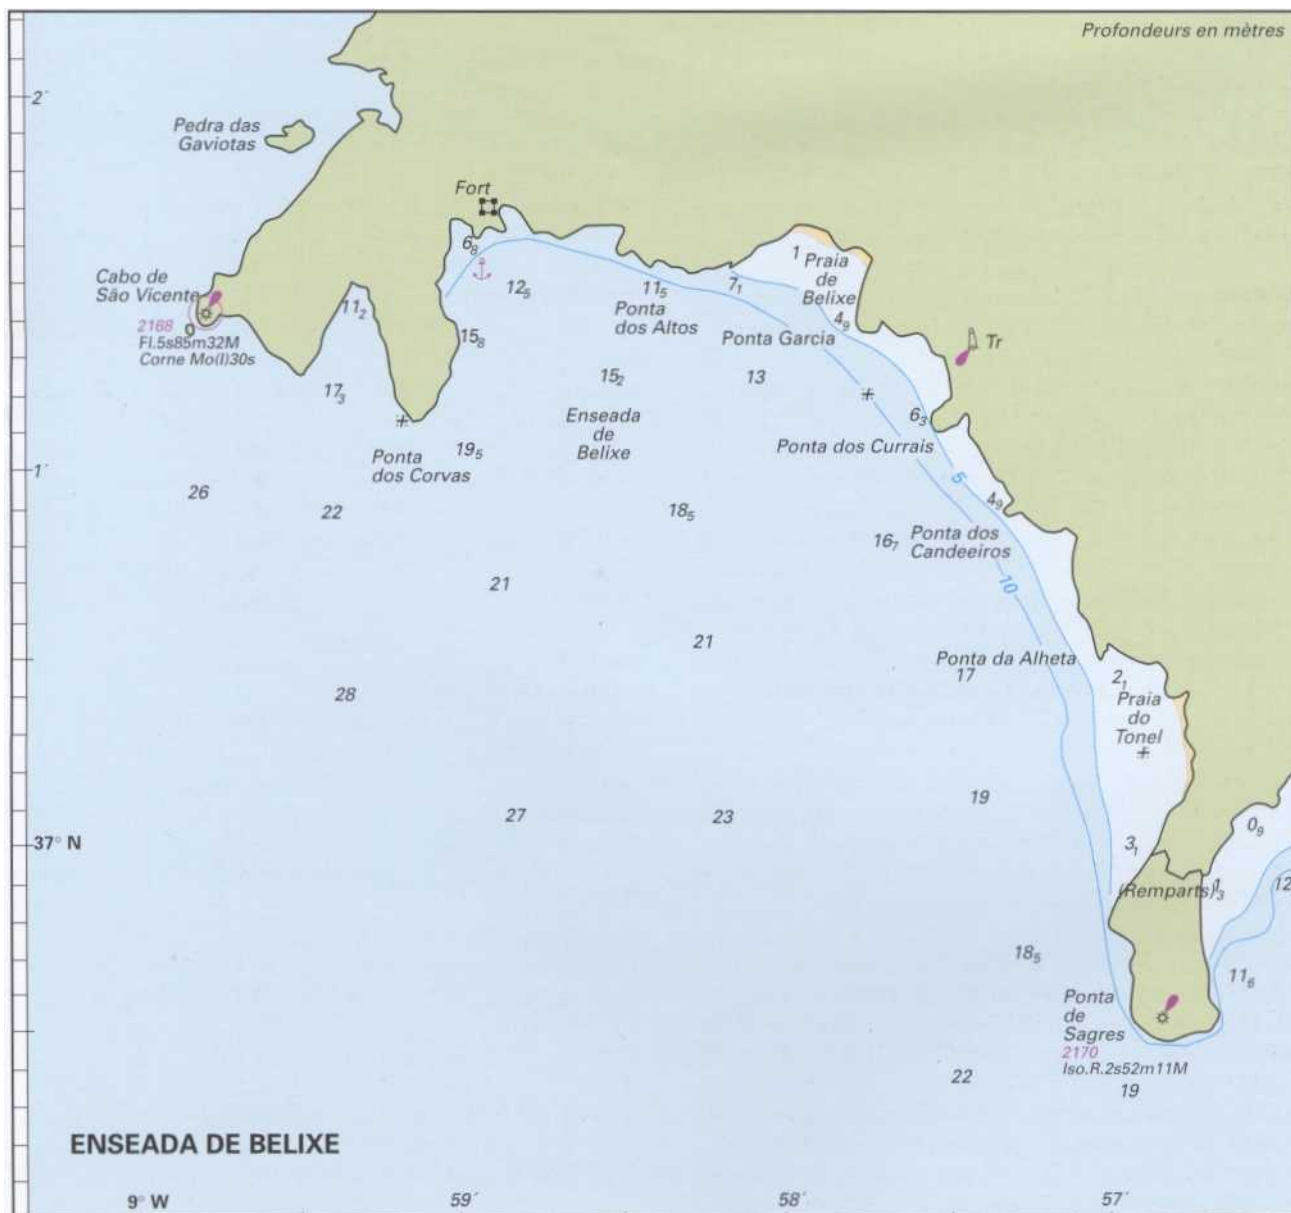 Profondeurs en mètres
2´
Pedra das
Gaviotas
Fort
6₈
1
Praia
de
Belixe
Cabo de
São Vicente
0
2168
Fl.5s85m32M
Corne Mo(I)30s
11₂
12₅
11₅
7₁
Ponta
dos Altos
4₉
Ponta Garcia
Tr
15₈
15₂
13
17₃
Enseada
de
Belixe
6₃
Ponta dos Currais
19₅
Ponta
dos Corvas
1´
5
26
22
18₅
4₉
16₇
Ponta dos
Candeeiros
21
10
21
Ponta da Alheta
17
28
2₁
Praia
do
Tonel
19
27
23
0₉
37° N
3₁
(Remparts)
1₃
12
18₅
11₆
Ponta
de
Sagres
2170
Iso.R.2s52m11M
22
19
ENSEADA DE BELIXE
9° W
59´
58´
57´